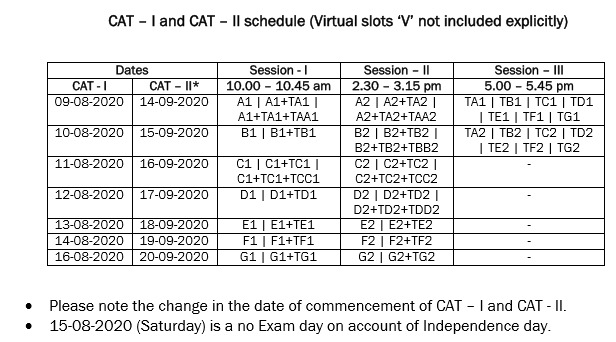 CAT – I and CAT – II schedule (Virtual slots ‘V’ not included explicitly)
Dates Session - I Session – II Session – III
CAT - I CAT – II* 10.00 – 10.45 am 2.30 – 3.15 pm 5.00 – 5.45 pm
09-08-2020 14-09-2020 A1 | A1+TA1 | A2 | A2+TA2 | TA1 | TB1 | TC1 | TD1
A1+TA1+TAA1 A2+TA2+TAA2 | TE1 | TF1 | TG1
10-08-2020 15-09-2020 B1 | B1+TB1 B2 | B2+TB2 | TA2 | TB2 | TC2 | TD2
B2+TB2+TBB2 | TE2 | TF2 | TG2
11-08-2020 16-09-2020 C1 | C1+TC1 | C2 | C2+TC2 | -
C1+TC1+TCC1 C2+TC2+TCC2
12-08-2020 17-09-2020 D1 | D1+TD1 D2 | D2+TD2 | -
D2+TD2+TDD2
13-08-2020 18-09-2020 E1 | E1+TE1 E2 | E2+TE2 -
14-08-2020 19-09-2020 F1 | F1+TF1 F2 | F2+TF2 -
16-08-2020 20-09-2020 G1 | G1+TG1 G2 | G2+TG2 -
• Please note the change in the date of commencement of CAT – I and CAT - II.
• 15-08-2020 (Saturday) is a no Exam day on account of Independence day.